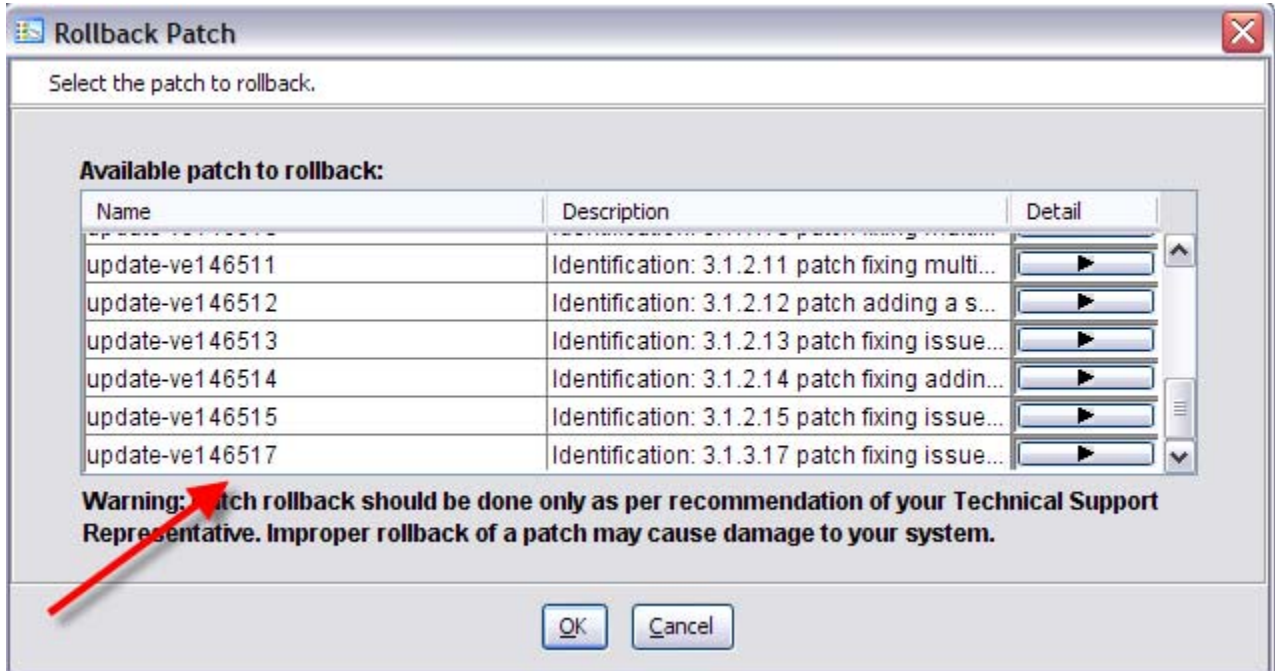 Rollback Patch
Select the patch to rollback.
Available patch to rollback:
Name Description Detail
update-ve146511 Identification: 3.1.2.11 patch fixing multi...
update-ve146512 Identification: 3.1.2.12 patch adding a s...
update-ve146513 Identification: 3.1.2.13 patch fixing issue...
update-ve146514 Identification: 3.1.2.14 patch fixing addin...
update-ve146515 Identification: 3.1.2.15 patch fixing issue...
update-ve146517 Identification: 3.1.3.17 patch fixing issue...
Warning: rollback should be done only as per recommendation of your Technical Support
Representative. Improper rollback of a patch may cause damage to your system.
OK Cancel